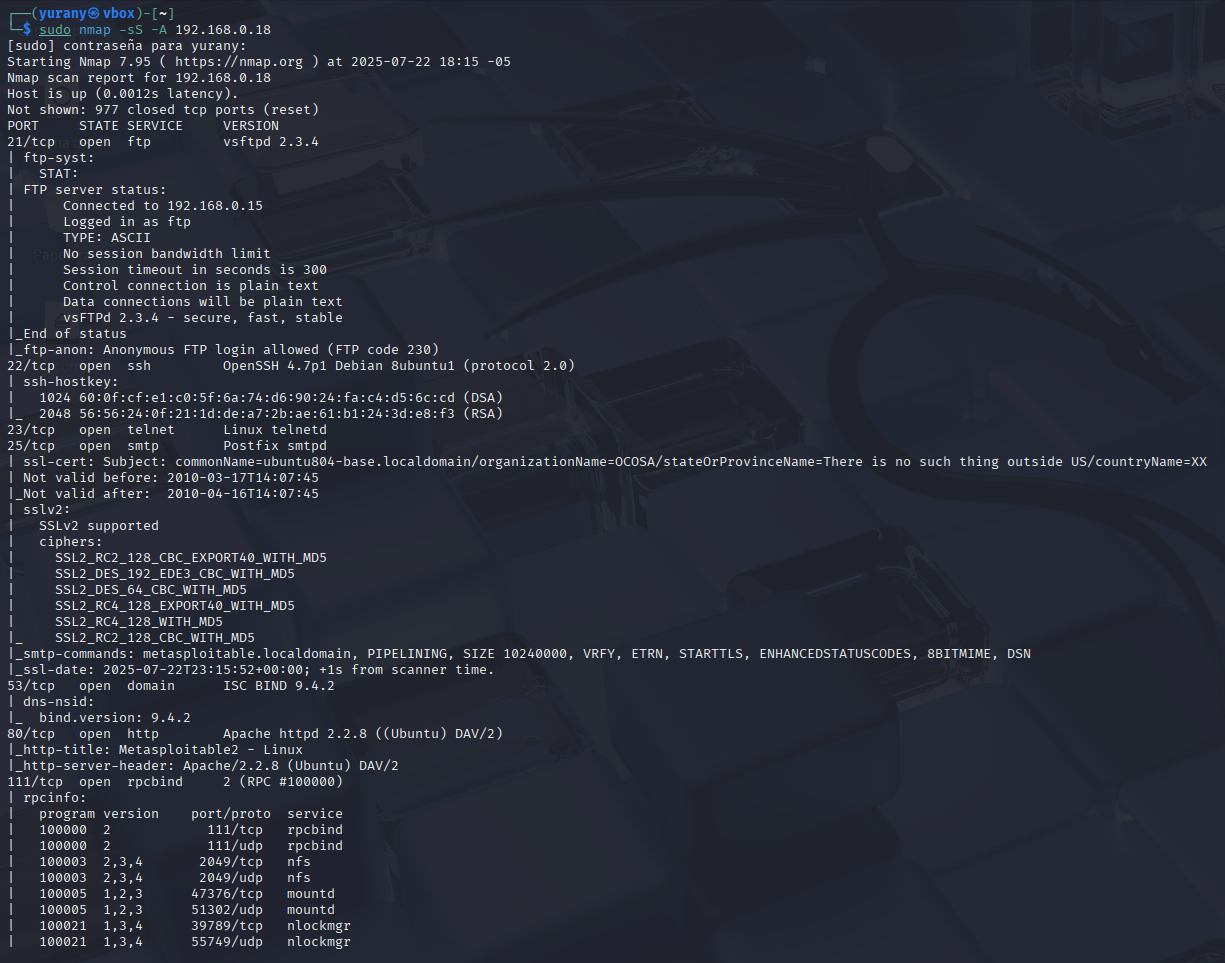 ┌──(yurany㉿vbox)-[~]
└─$ sudo nmap -sS -A 192.168.0.18
[sudo] contraseña para yurany:
Starting Nmap 7.95 ( https://nmap.org ) at 2025-07-22 18:15 -05
Nmap scan report for 192.168.0.18
Host is up (0.0012s latency).
Not shown: 977 closed tcp ports (reset)
PORT     STATE SERVICE     VERSION
21/tcp   open  ftp         vsftpd 2.3.4
| ftp-syst:
|   STAT:
| FTP server status:
|      Connected to 192.168.0.15
|      Logged in as ftp
|      TYPE: ASCII
|      No session bandwidth limit
|      Session timeout in seconds is 300
|      Control connection is plain text
|      Data connections will be plain text
|      vsFTPd 2.3.4 - secure, fast, stable
|_End of status
|_ftp-anon: Anonymous FTP login allowed (FTP code 230)
22/tcp   open  ssh         OpenSSH 4.7p1 Debian 8ubuntu1 (protocol 2.0)
| ssh-hostkey:
|   1024 60:0f:cf:e1:c0:5f:6a:74:d6:90:24:fa:c4:d5:6c:cd (DSA)
|_  2048 56:56:24:0f:21:1d:de:a7:2b:ae:61:b1:24:3d:e8:f3 (RSA)
23/tcp   open  telnet      Linux telnetd
25/tcp   open  smtp        Postfix smtpd
| ssl-cert: Subject: commonName=ubuntu804-base.localdomain/organizationName=OCOSA/stateOrProvinceName=There is no such thing outside US/countryName=XX
| Not valid before: 2010-03-17T14:07:45
|_Not valid after:  2010-04-16T14:07:45
| sslv2:
|   SSLv2 supported
|   ciphers:
|     SSL2_RC2_128_CBC_EXPORT40_WITH_MD5
|     SSL2_DES_192_EDE3_CBC_WITH_MD5
|     SSL2_DES_64_CBC_WITH_MD5
|     SSL2_RC4_128_EXPORT40_WITH_MD5
|     SSL2_RC4_128_WITH_MD5
|_    SSL2_RC2_128_CBC_WITH_MD5
|_smtp-commands: metasploitable.localdomain, PIPELINING, SIZE 10240000, VRFY, ETRN, STARTTLS, ENHANCEDSTATUSCODES, 8BITMIME, DSN
|_ssl-date: 2025-07-22T23:15:52+00:00; +1s from scanner time.
53/tcp   open  domain      ISC BIND 9.4.2
| dns-nsid:
|_  bind.version: 9.4.2
80/tcp   open  http        Apache httpd 2.2.8 ((Ubuntu) DAV/2)
|_http-title: Metasploitable2 - Linux
|_http-server-header: Apache/2.2.8 (Ubuntu) DAV/2
111/tcp  open  rpcbind     2 (RPC #100000)
| rpcinfo:
|   program version    port/proto  service
|   100000  2            111/tcp   rpcbind
|   100000  2            111/udp   rpcbind
|   100003  2,3,4       2049/tcp   nfs
|   100003  2,3,4       2049/udp   nfs
|   100005  1,2,3      47376/tcp   mountd
|   100005  1,2,3      51302/udp   mountd
|   100021  1,3,4      39789/tcp   nlockmgr
|   100021  1,3,4      55749/udp   nlockmgr